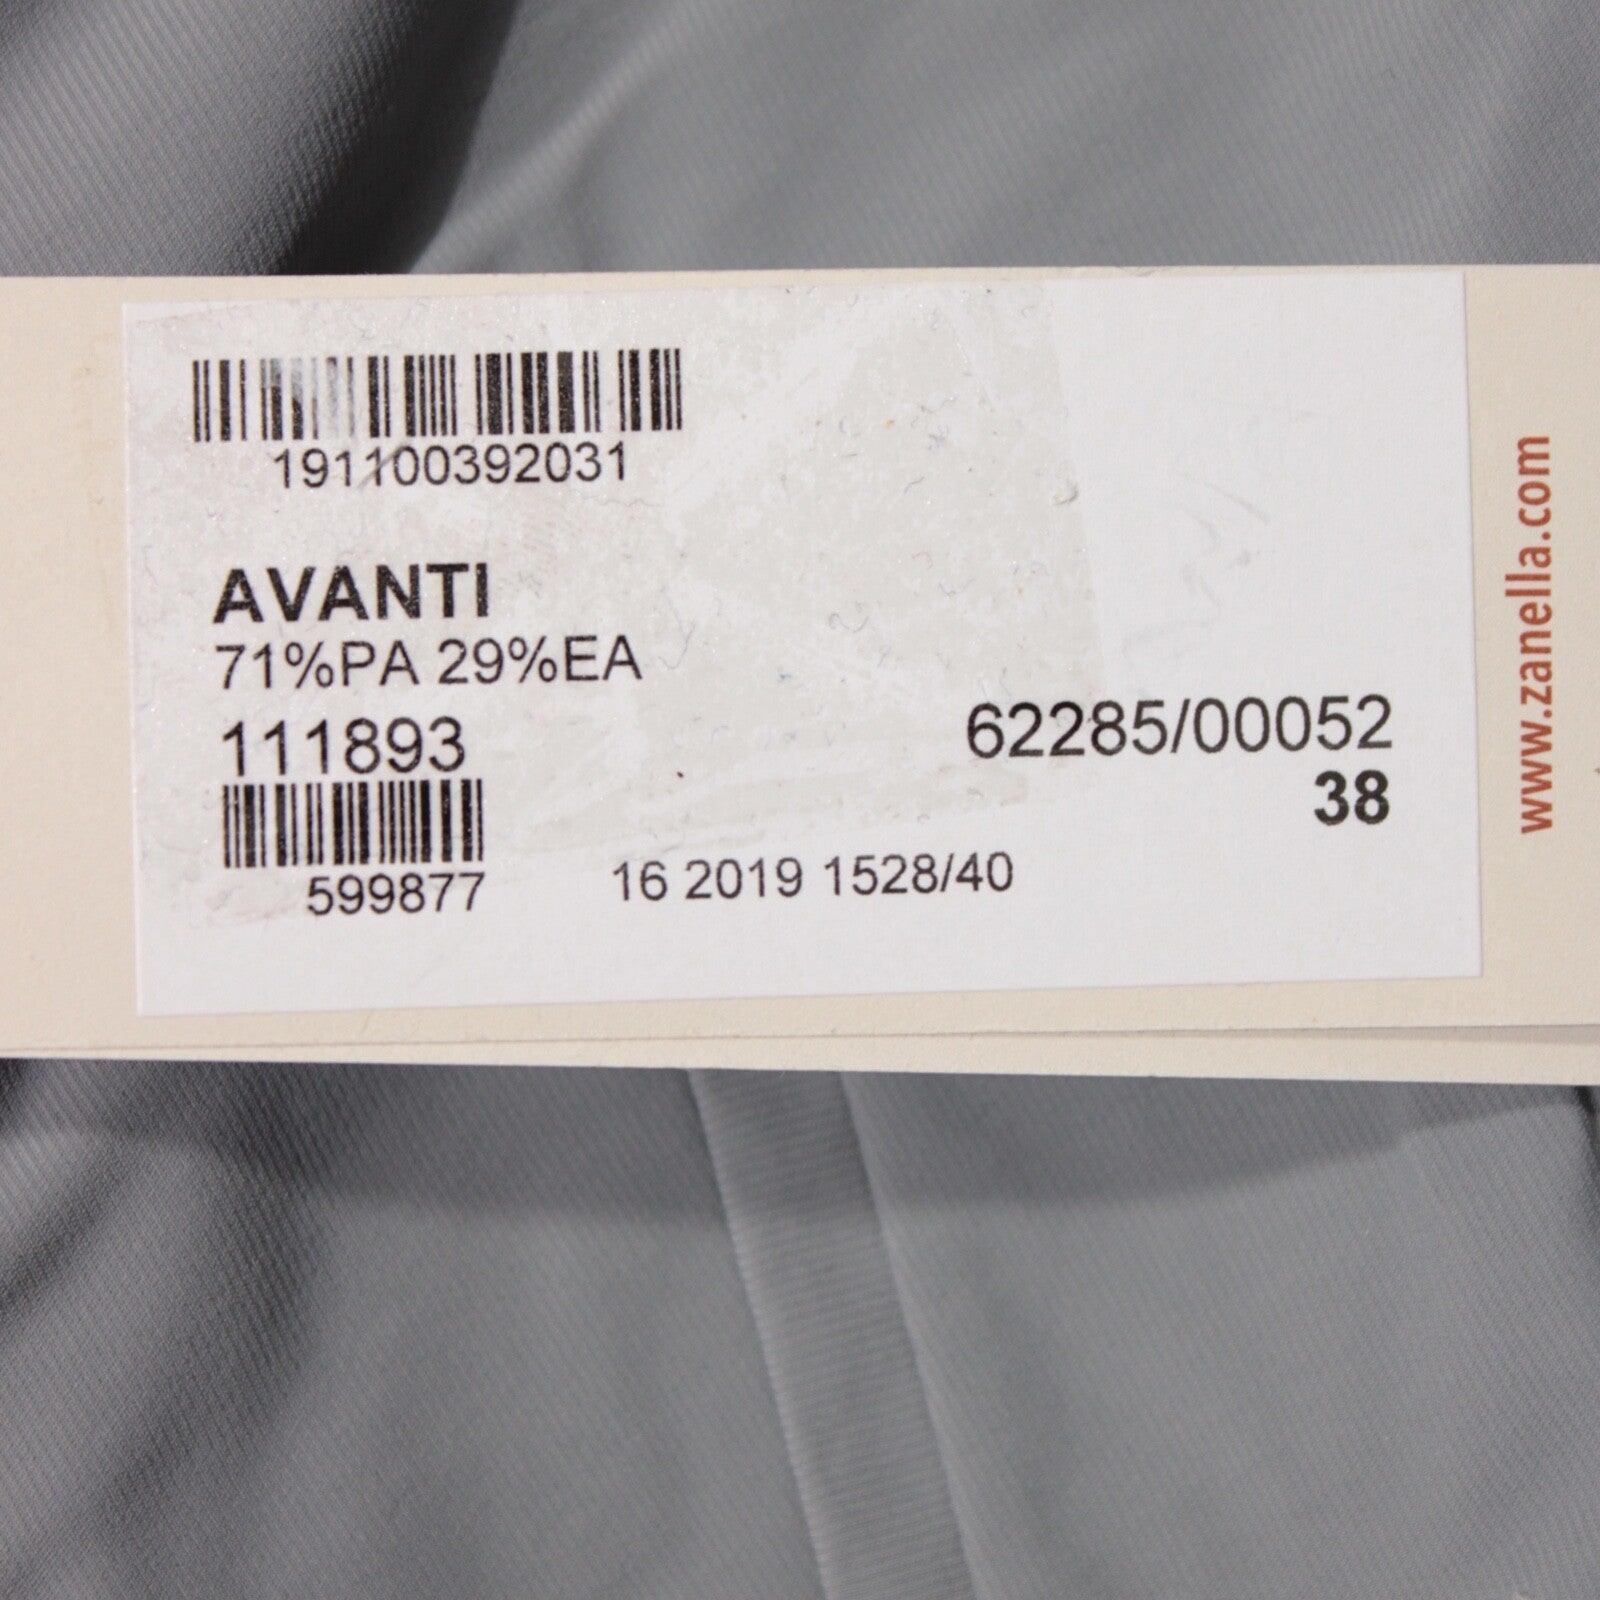 191100392031
AVANTI
71%PA 29%EA
111893
62285/00052
38
599877
16 2019 1528/40
www.zanella.com